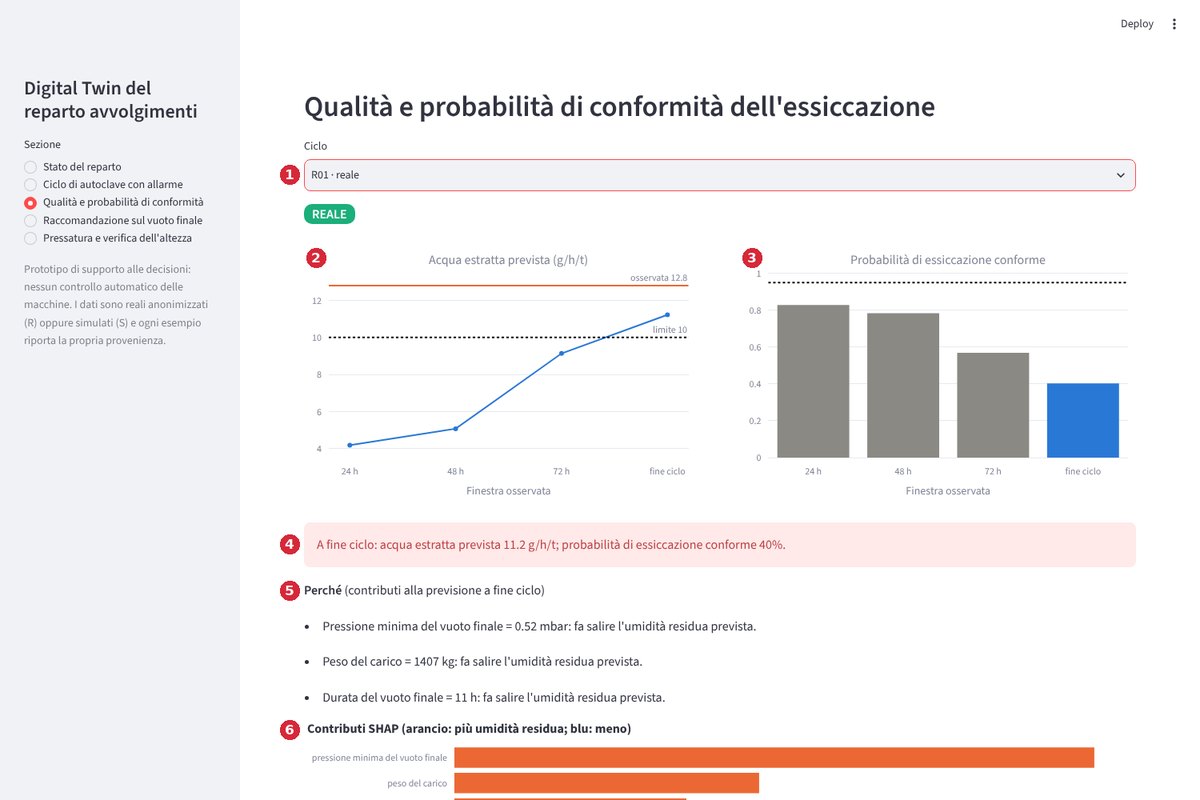 Deploy
Digital Twin del
reparto avvolgimenti
Sezione
Stato del reparto
Ciclo di autoclave con allarme
Qualità e probabilità di conformità
Raccomandazione sul vuoto finale
Pressatura e verifica dell'altezza
Prototipo di supporto alle decisioni:
nessun controllo automatico delle
macchine. I dati sono reali anonimizzati
(R) oppure simulati (S) e ogni esempio
riporta la propria provenienza.
Qualità e probabilità di conformità dell'essiccazione
Ciclo
1
R01 · reale
REALE
2
Acqua estratta prevista (g/h/t)
osservata 12.8
12
10
limite 10
8
6
4
24 h 48 h 72 h fine ciclo
Finestra osservata
3
Probabilità di essiccazione conforme
1
0.8
0.6
0.4
0.2
0
24 h 48 h 72 h fine ciclo
Finestra osservata
4
A fine ciclo: acqua estratta prevista 11.2 g/h/t; probabilità di essiccazione conforme 40%.
5
Perché (contributi alla previsione a fine ciclo)
• Pressione minima del vuoto finale = 0.52 mbar: fa salire l'umidità residua prevista.
• Peso del carico = 1407 kg: fa salire l'umidità residua prevista.
• Durata del vuoto finale = 11 h: fa salire l'umidità residua prevista.
6
Contributi SHAP (arancio: più umidità residua; blu: meno)
pressione minima del vuoto finale
peso del carico